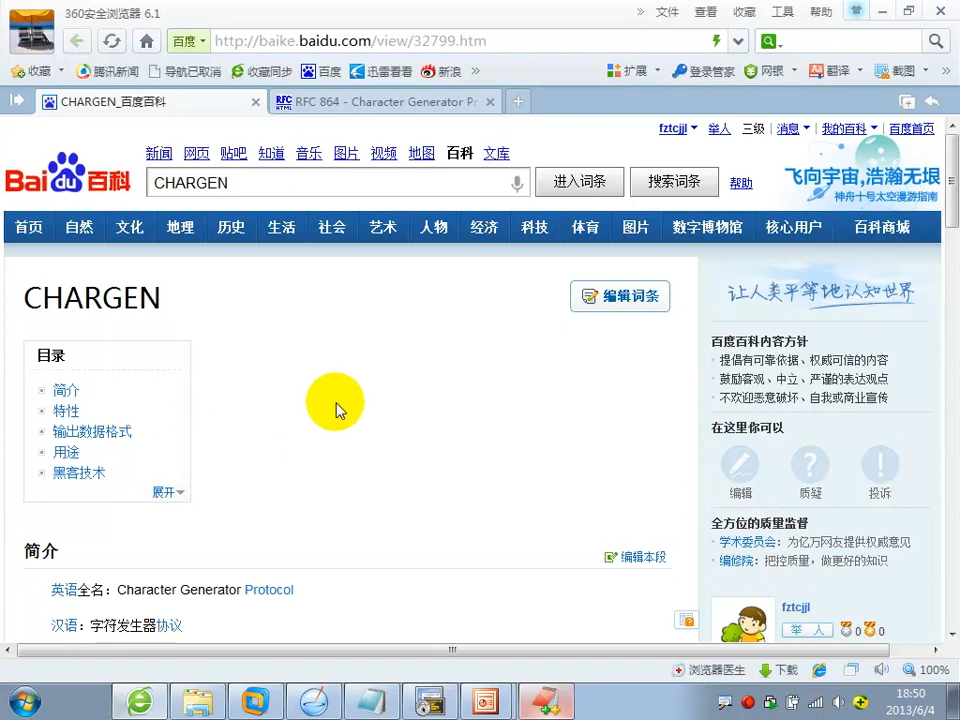 360安全浏览器 6.1
» 文件 查看 收藏 工具 帮助
百度 http://baike.baidu.com/view/32799.htm
收藏 腾讯新闻 导航已取消 收藏同步 百度 迅雷看看 新浪 » 扩展 登录管家 网银 翻译 截图 »
CHARGEN_百度百科 RFC 864 - Character Generator Pr
fztcjjl 举人 三级 消息 我的百科 百度首页
新闻 网页 贴吧 知道 音乐 图片 视频 地图 百科 文库
Baidu百科 CHARGEN 进入词条 搜索词条 帮助
飞向宇宙,浩瀚无垠
神舟十号太空漫游指南
首页 自然 文化 地理 历史 生活 社会 艺术 人物 经济 科技 体育 图片 数字博物馆 核心用户 百科商城
CHARGEN
编辑词条
目录
简介
特性
输出数据格式
用途
黑客技术
展开
简介
编辑本段
英语全名：Character Generator Protocol
汉语：字符发生器协议
让人类平等地认知世界
百度百科内容方针
提倡有可靠依据、权威可信的内容
鼓励客观、中立、严谨的表达观点
不欢迎恶意破坏、自我或商业宣传
在这里你可以
编辑 质疑 投诉
全方位的质量监督
学术委员会：为亿万网友提供权威意见
编修院：把控质量，做更好的知识
fztcjjl
举 人 0 0
浏览器医生 下载 100%
18:50
2013/6/4